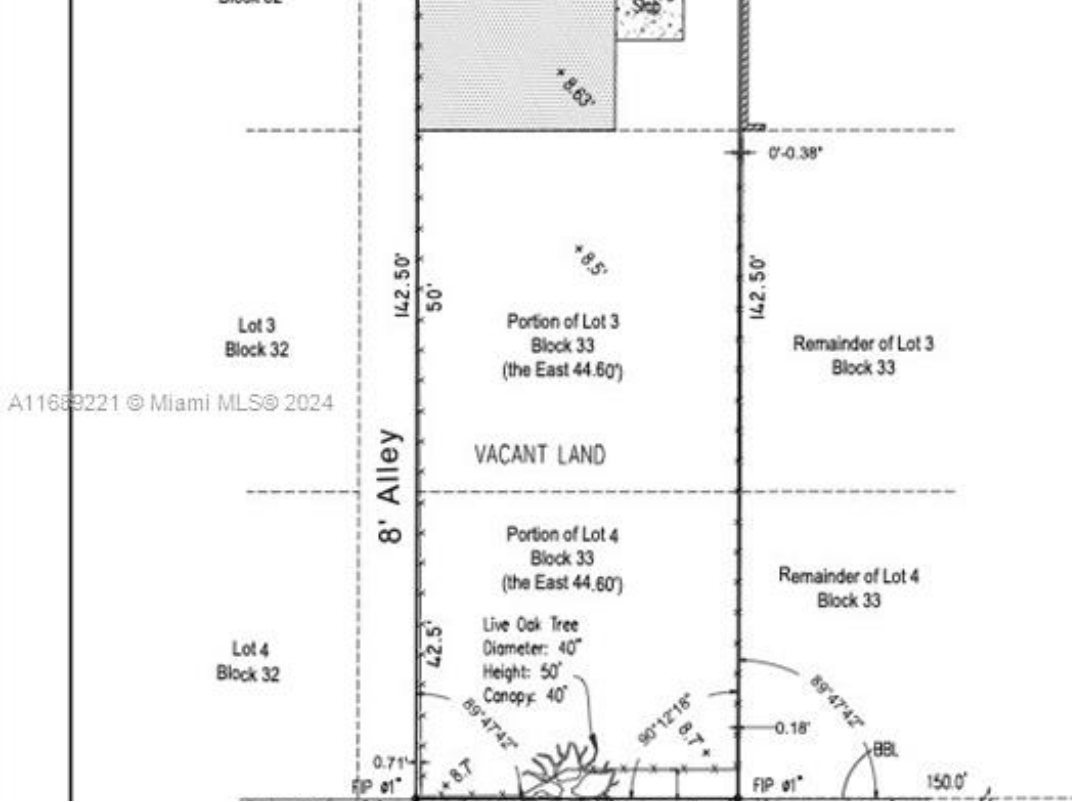 Block 32
Slab
+ 8.63'
0'-0.38"
+ 8.5'
142.50'
50'
142.50'
Lot 3
Block 32
Portion of Lot 3
Block 33
(the East 44.60')
Remainder of Lot 3
Block 33
A11689221 © Miami MLS® 2024
VACANT LAND
8' Alley
Portion of Lot 4
Block 33
(the East 44.60')
Remainder of Lot 4
Block 33
Live Oak Tree
Diameter: 40"
Height: 50'
Canopy: 40'
42.5'
Lot 4
Block 32
89°47'42"
90°12'18"
89°47'42"
8.7' +
0.18'
BBL
0.71'
+ 8.7'
FIP ø1"
FIP ø1"
150.0'